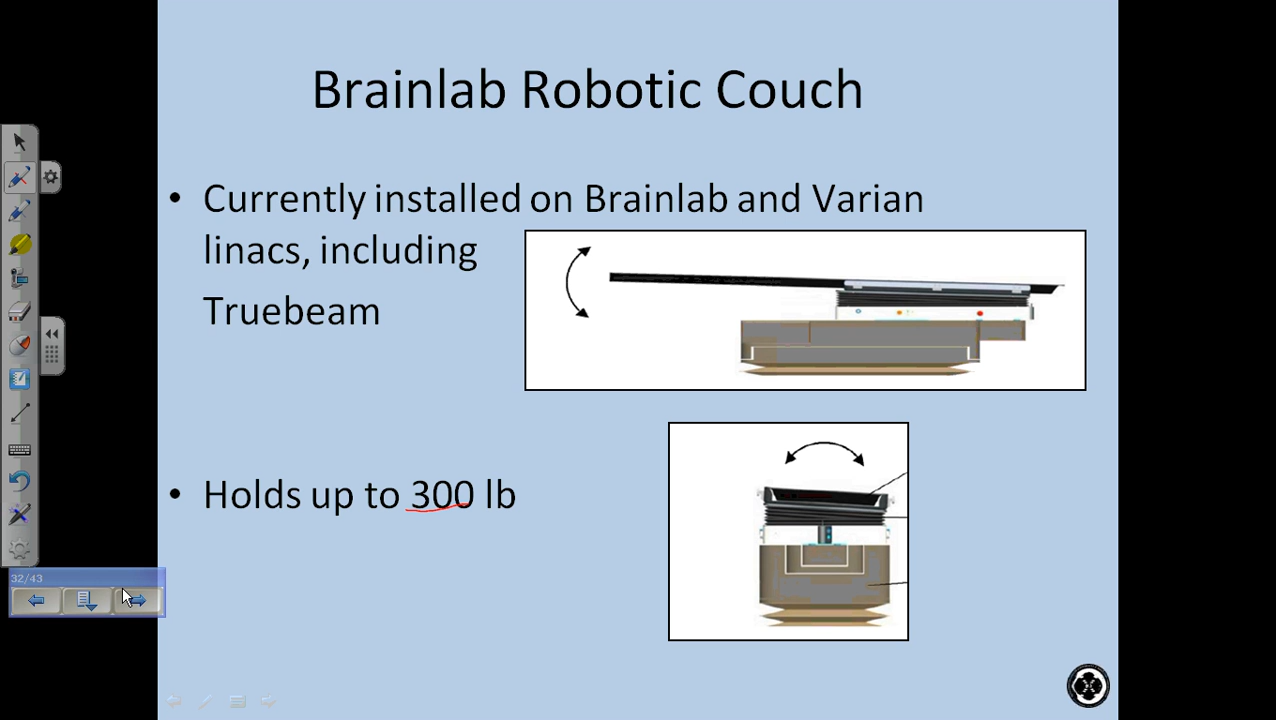 Brainlab Robotic Couch
• Currently installed on Brainlab and Varian
linacs, including
Truebeam
• Holds up to 300 lb
32/43